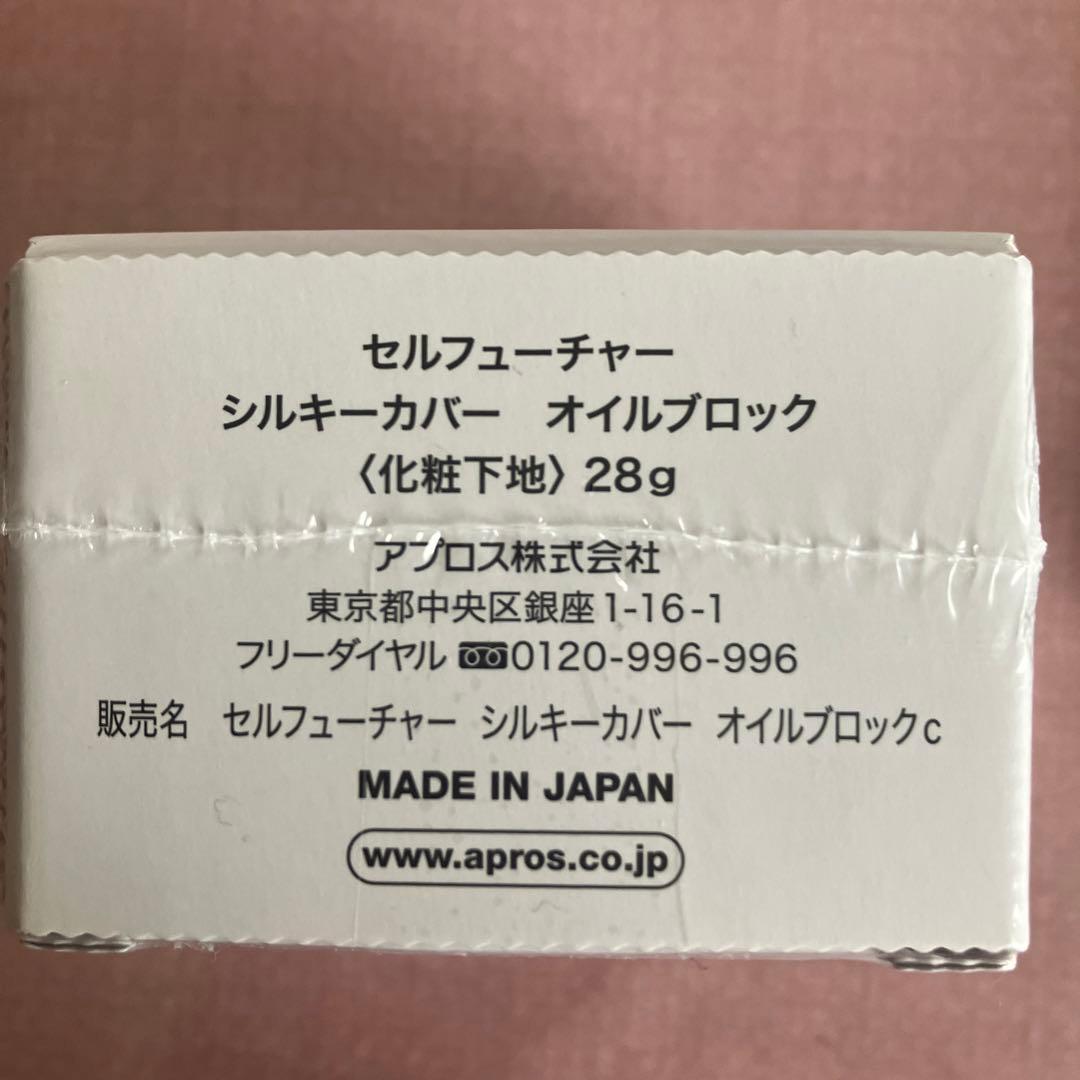 セルフューチャー
シルキーカバー　オイルブロック
〈化粧下地〉28g
アプロス株式会社
東京都中央区銀座1-16-1
フリーダイヤル 0120-996-996
販売名　セルフューチャー シルキーカバー オイルブロックc
MADE IN JAPAN
www.apros.co.jp